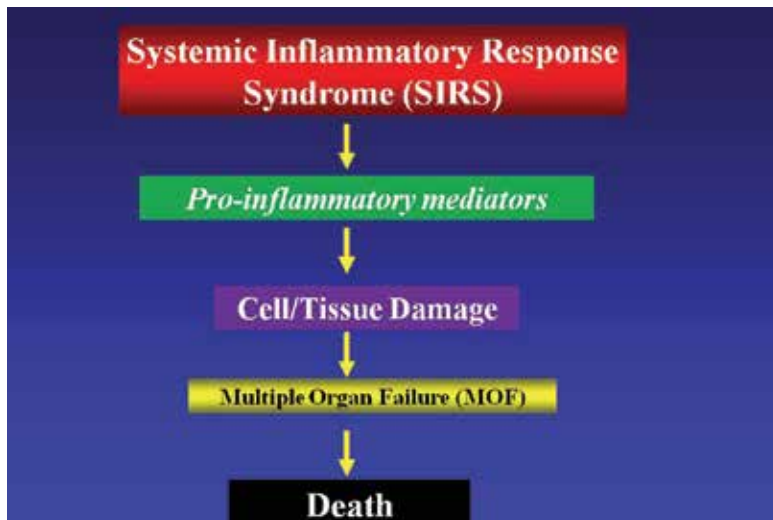 Systemic Inflammatory Response
Syndrome (SIRS)
Pro-inflammatory mediators
Cell/Tissue Damage
Multiple Organ Failure (MOF)
Death